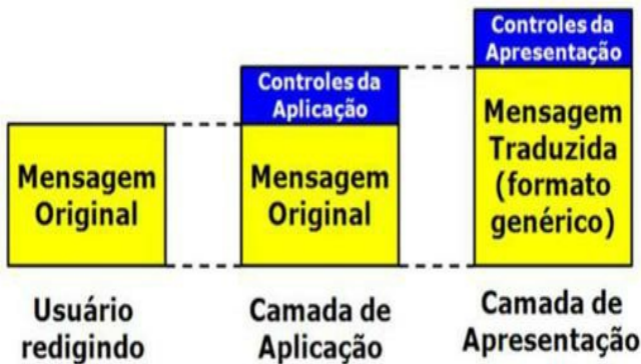 Mensagem
Original
Usuário
redigindo
Controles da
Aplicação
Mensagem
Original
Camada de
Aplicação
Controles da
Apresentação
Mensagem
Traduzida
(formato
genérico)
Camada de
Apresentação